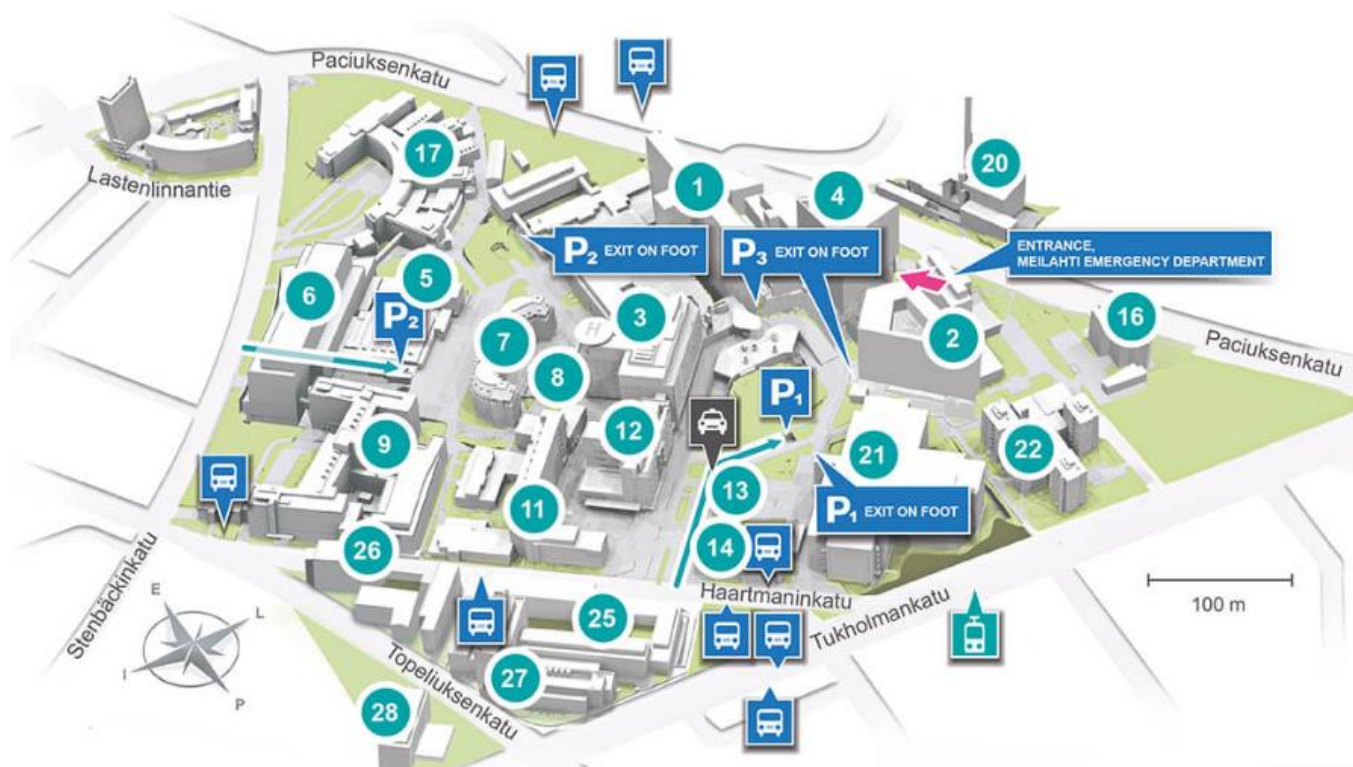 Paciuksenkatu
Lastenlinnantie
17
1
4
20
P2 EXIT ON FOOT
P3 EXIT ON FOOT
ENTRANCE,
MEILAHTI EMERGENCY DEPARTMENT
6
5
P2
7
H
3
2
16
Paciuksenkatu
8
P1
9
12
21
22
13
11
P1 EXIT ON FOOT
26
14
Stenbäckinkatu
Haartmaninkatu
100 m
Tukholmankatu
25
E
L
I
P
Topeliuksenkatu
27
28